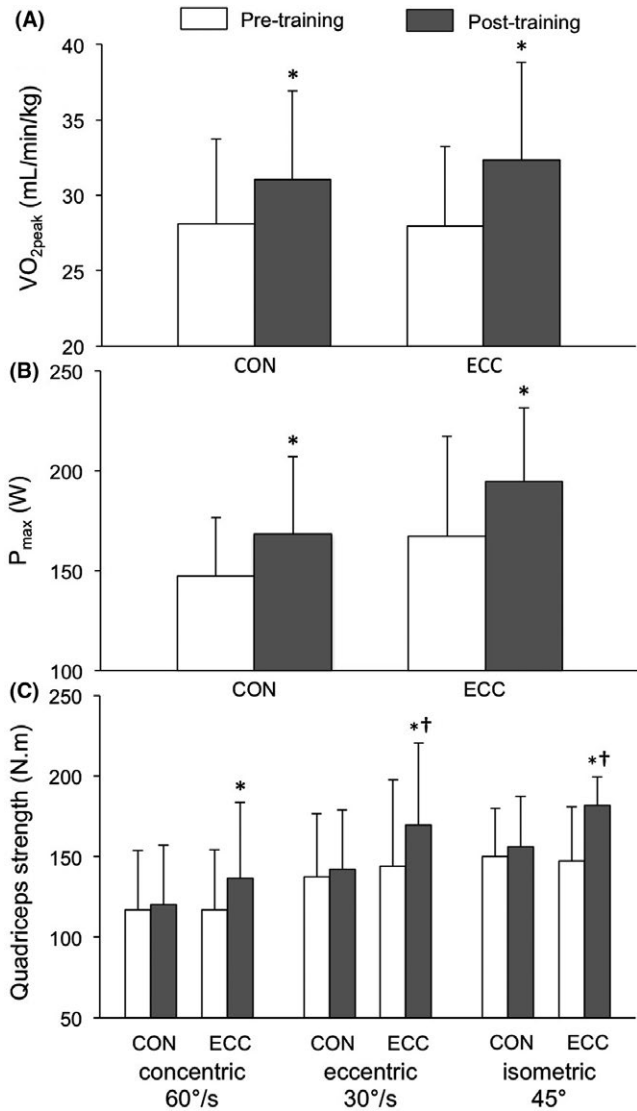 (A) Pre-training Post-training
40
35
30
25
20
VO2peak (mL/min/kg)
* *
CON ECC
(B)
250
200
150
100
Pmax (W)
* *
CON ECC
(C)
250
200
150
100
50
Quadriceps strength (N.m)
* *† *†
CON ECC CON ECC CON ECC
concentric eccentric isometric
60°/s 30°/s 45°